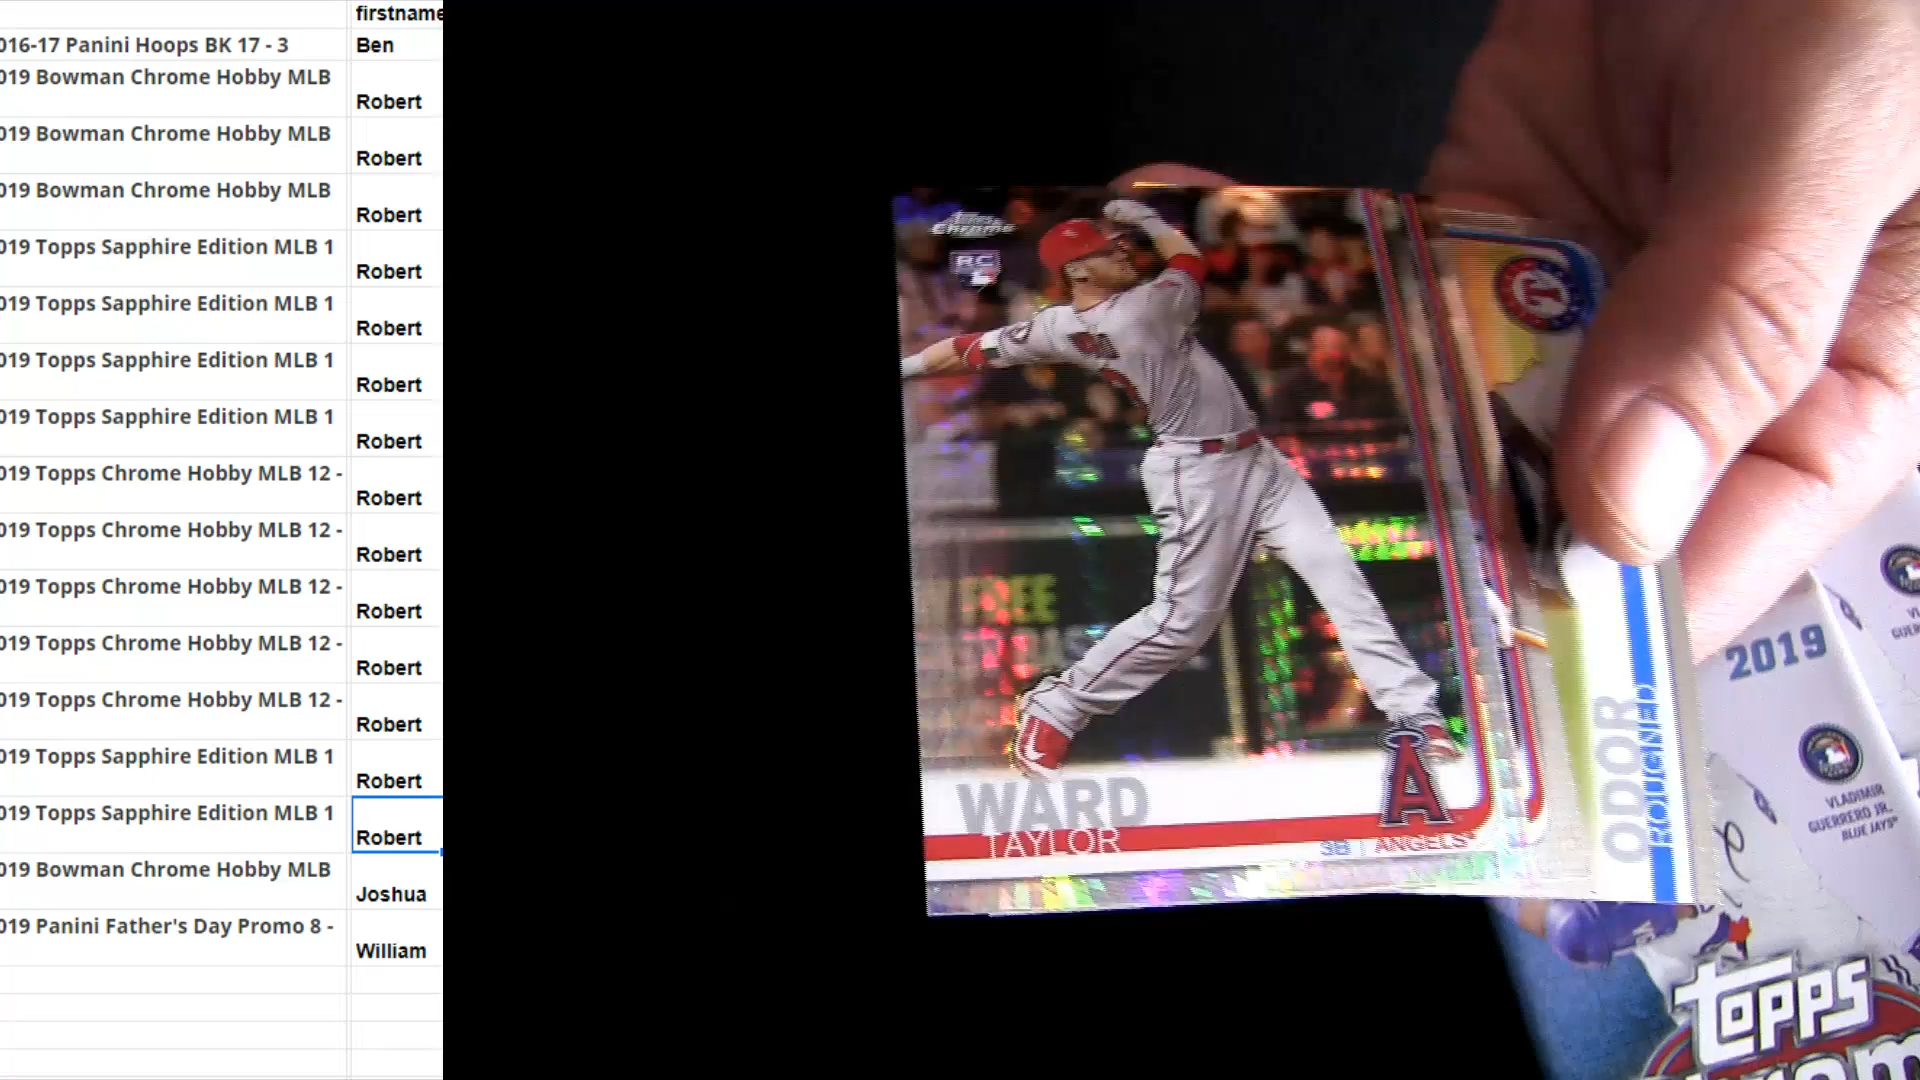 firstname
016-17 Panini Hoops BK 17 - 3
Ben
019 Bowman Chrome Hobby MLB
Robert
019 Bowman Chrome Hobby MLB
Robert
019 Bowman Chrome Hobby MLB
Robert
019 Topps Sapphire Edition MLB 1
Robert
019 Topps Sapphire Edition MLB 1
Robert
019 Topps Sapphire Edition MLB 1
Robert
019 Topps Sapphire Edition MLB 1
Robert
019 Topps Chrome Hobby MLB 12 -
Robert
019 Topps Chrome Hobby MLB 12 -
Robert
019 Topps Chrome Hobby MLB 12 -
Robert
019 Topps Chrome Hobby MLB 12 -
Robert
019 Topps Chrome Hobby MLB 12 -
Robert
019 Topps Sapphire Edition MLB 1
Robert
019 Topps Sapphire Edition MLB 1
Robert
019 Bowman Chrome Hobby MLB
Joshua
019 Panini Father's Day Promo 8 -
William
Topps
Chrome
RC
FREE
WARD
TAYLOR
3B | ANGELS
A
T
ODOR
ROUGNED
2019
VLADIMIR
GUERRERO JR.
BLUE JAYS
Topps